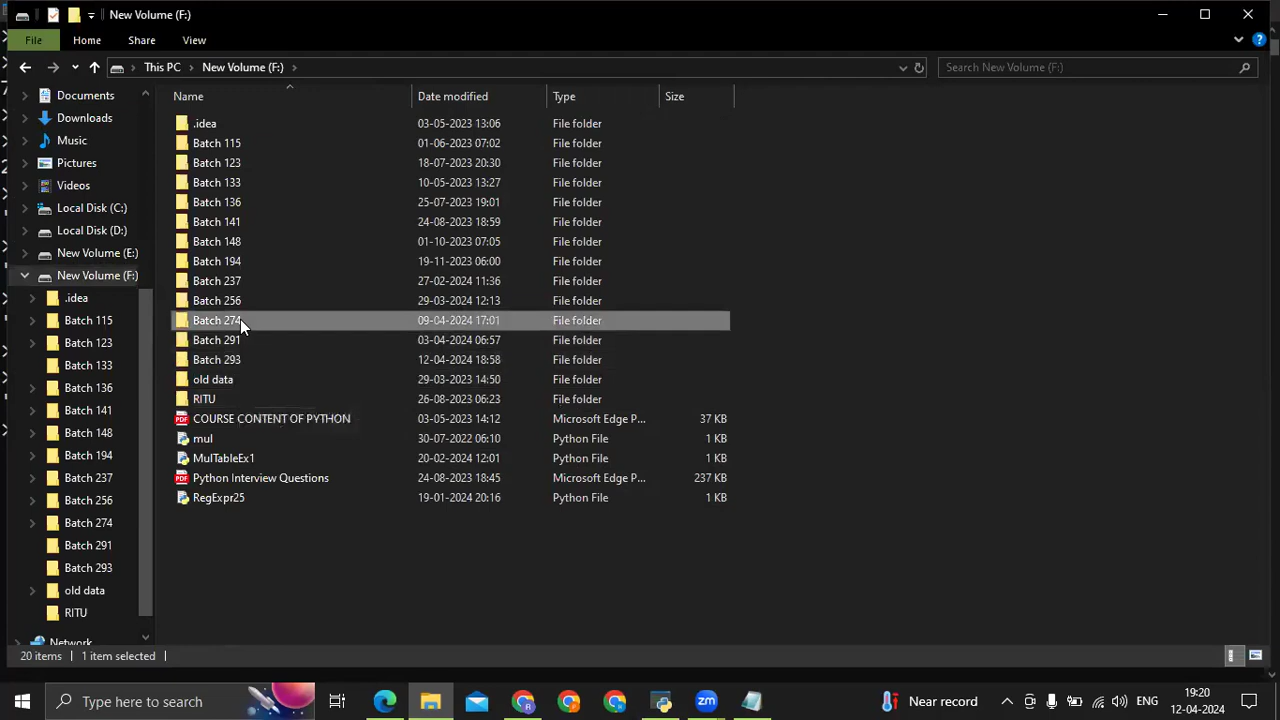 New Volume (F:)
File Home Share View
This PC New Volume (F:) Search New Volume (F:)
Name Date modified Type Size
Documents
Downloads
Music
Pictures
Videos
Local Disk (C:)
Local Disk (D:)
New Volume (E:)
New Volume (F:)
.idea
Batch 115
Batch 123
Batch 133
Batch 136
Batch 141
Batch 148
Batch 194
Batch 237
Batch 256
Batch 274
Batch 291
Batch 293
old data
RITU
Network
.idea 03-05-2023 13:06 File folder
Batch 115 01-06-2023 07:02 File folder
Batch 123 18-07-2023 20:30 File folder
Batch 133 10-05-2023 13:27 File folder
Batch 136 25-07-2023 19:01 File folder
Batch 141 24-08-2023 18:59 File folder
Batch 148 01-10-2023 07:05 File folder
Batch 194 19-11-2023 06:00 File folder
Batch 237 27-02-2024 11:36 File folder
Batch 256 29-03-2024 12:13 File folder
Batch 274 09-04-2024 17:01 File folder
Batch 291 03-04-2024 06:57 File folder
Batch 293 12-04-2024 18:58 File folder
old data 29-03-2023 14:50 File folder
RITU 26-08-2023 06:23 File folder
COURSE CONTENT OF PYTHON 03-05-2023 14:12 Microsoft Edge P... 37 KB
mul 30-07-2022 06:10 Python File 1 KB
MulTableEx1 20-02-2024 12:01 Python File 1 KB
Python Interview Questions 24-08-2023 18:45 Microsoft Edge P... 237 KB
RegExpr25 19-01-2024 20:16 Python File 1 KB
20 items 1 item selected
Type here to search Near record ENG 19:20
12-04-2024